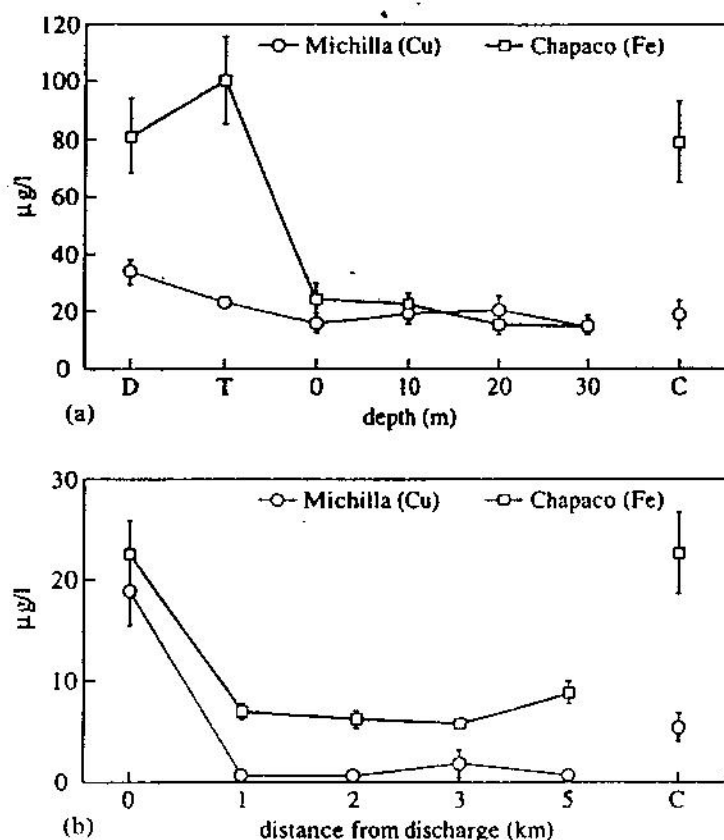 120
100
80
60
40
20
0
µg/l
Michilla (Cu) Chapaco (Fe)
D T 0 10 20 30 C
(a) depth (m)
30
20
10
0
µg/l
Michilla (Cu) Chapaco (Fe)
0 1 2 3 5 C
(b) distance from discharge (km)